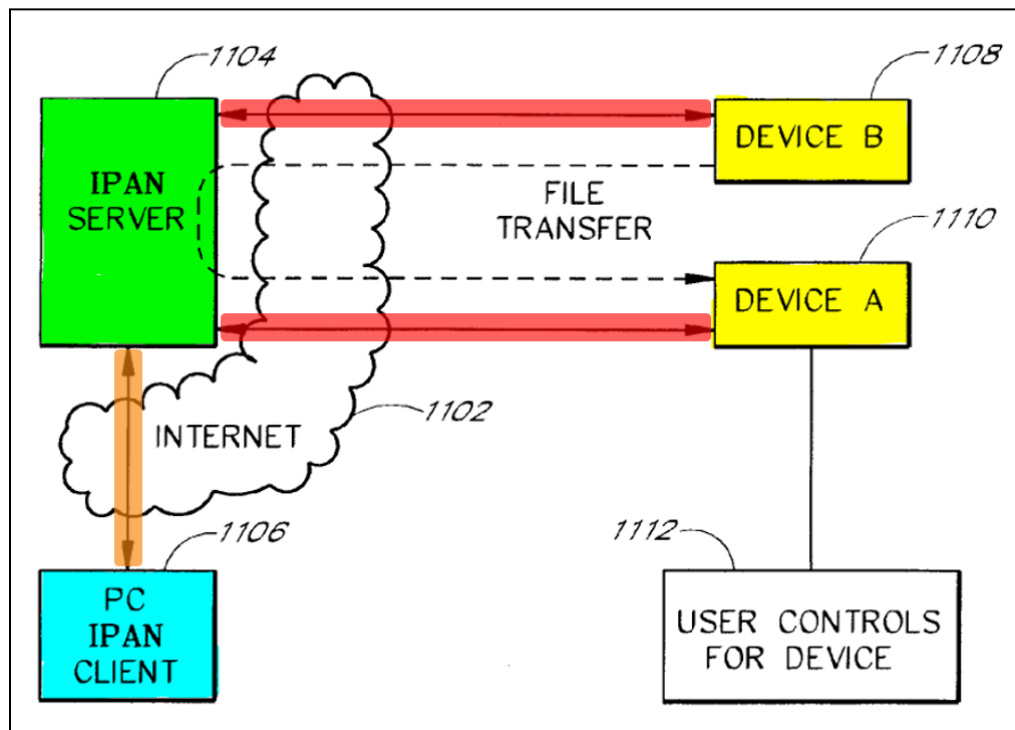 1104
1108
IPAN
SERVER
DEVICE B
FILE
TRANSFER
1110
DEVICE A
INTERNET
1102
1106
PC
IPAN
CLIENT
1112
USER CONTROLS
FOR DEVICE